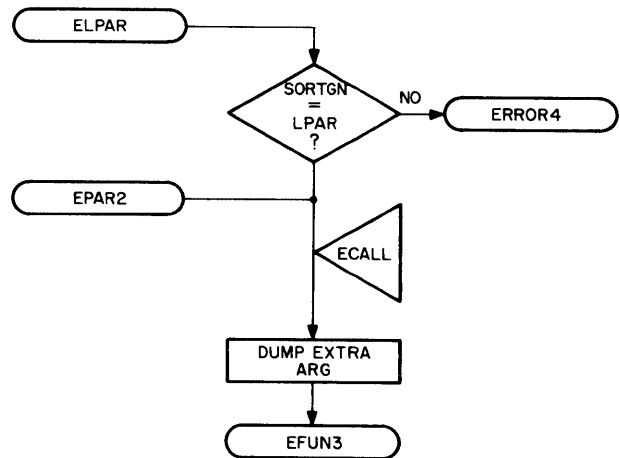 ELPAR
SORTGN
=
LPAR
?
NO
ERROR4
EPAR2
ECALL
DUMP EXTRA
ARG
EFUN3